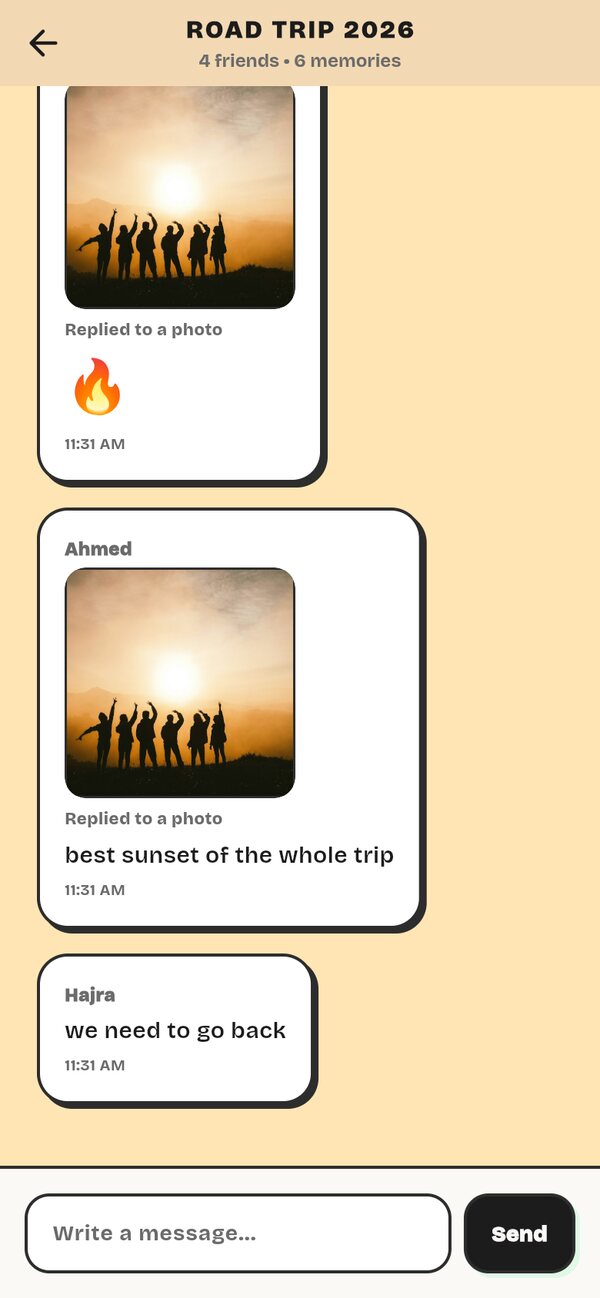 ROAD TRIP 2026
4 friends • 6 memories
Replied to a photo
🔥
11:31 AM
Ahmed
Replied to a photo
best sunset of the whole trip
11:31 AM
Hajra
we need to go back
11:31 AM
Write a message...
Send